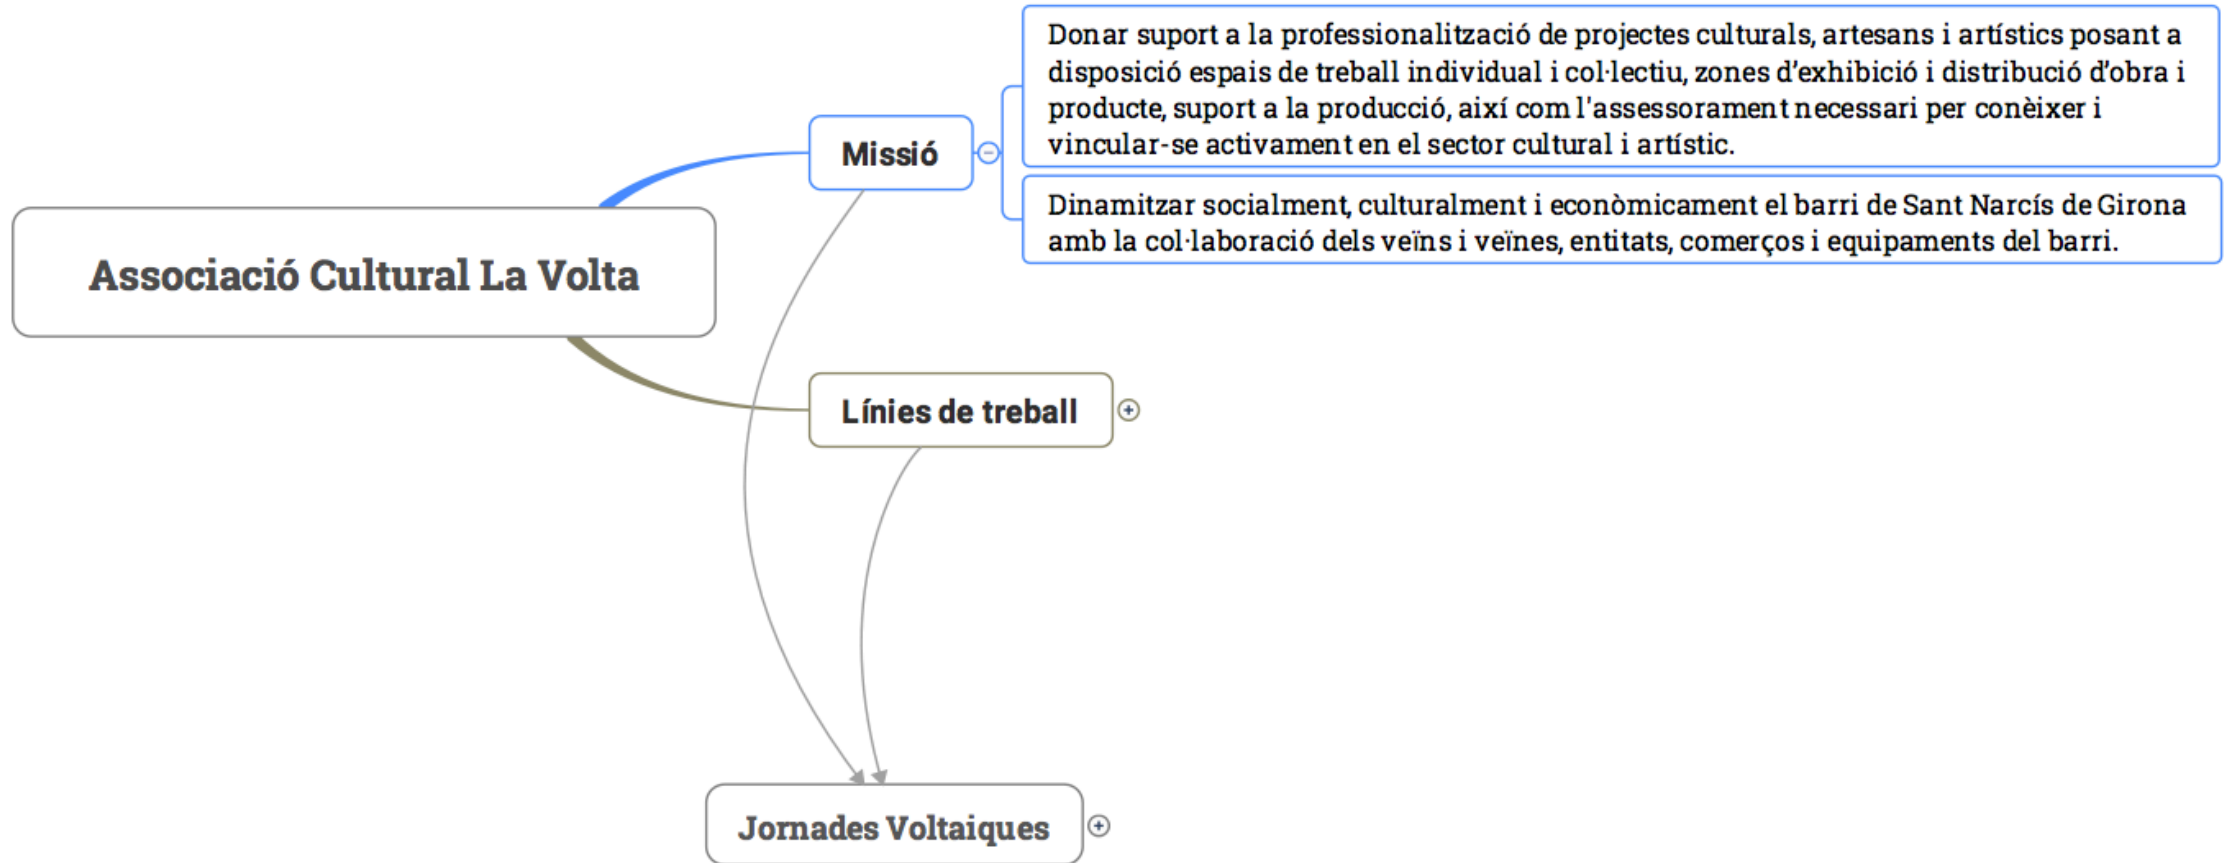 Donar suport a la professionalització de projectes culturals, artesans i artístics posant a
disposició espais de treball individual i col·lectiu, zones d'exhibició i distribució d'obra i
producte, suport a la producció, així com l'assessorament necessari per conèixer i
vincular-se activament en el sector cultural i artístic.
Missió
Dinamitzar socialment, culturalment i econòmicament el barri de Sant Narcís de Girona
amb la col·laboració dels veïns i veïnes, entitats, comerços i equipaments del barri.
Associació Cultural La Volta
Línies de treball
Jornades Voltaiques